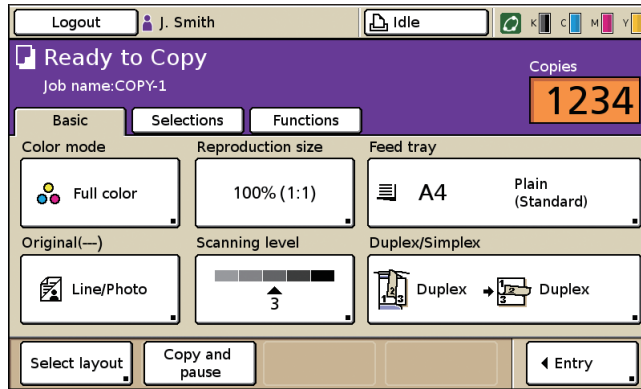 Logout
J. Smith
Idle
K C M Y
Ready to Copy
Job name:COPY-1
Copies
1234
Basic
Selections
Functions
Color mode
Reproduction size
Feed tray
Full color
100% (1:1)
A4
Plain
(Standard)
Original(---)
Scanning level
Duplex/Simplex
Line/Photo
3
Duplex
Duplex
Select layout
Copy and
pause
Entry